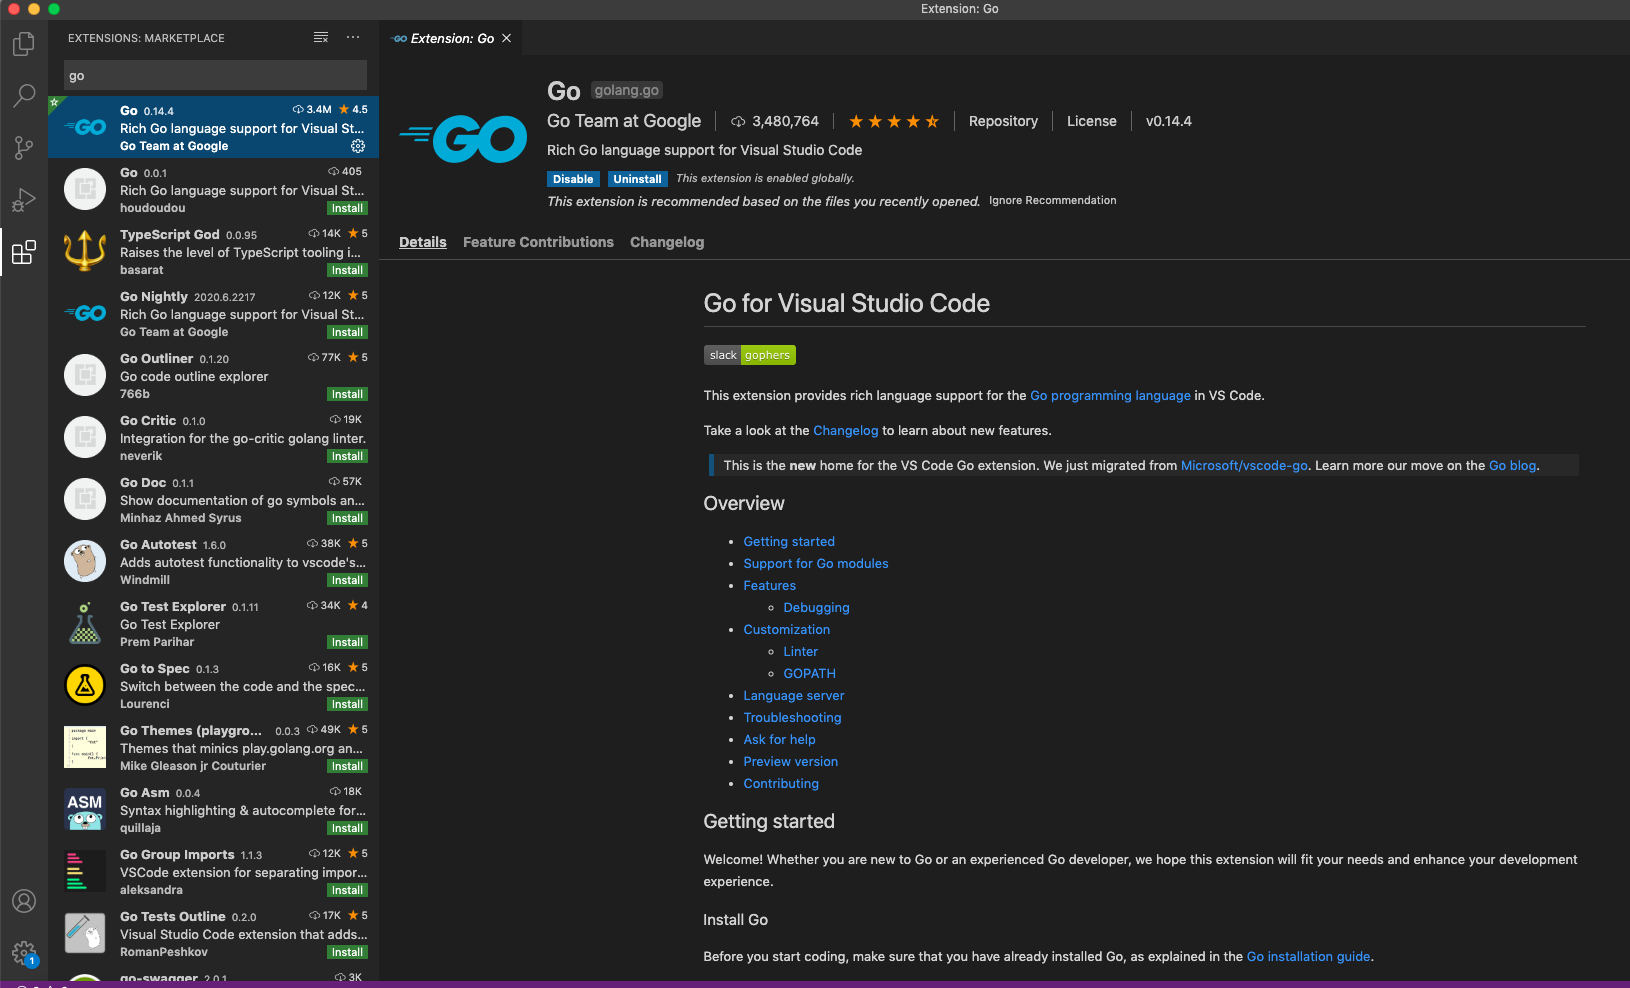 Extension: Go
EXTENSIONS: MARKETPLACE
go
Go 0.14.4 3.4M ★ 4.5
Rich Go language support for Visual St...
Go Team at Google
Go 0.0.1 405
Rich Go language support for Visual St...
houdoudou Install
TypeScript God 0.0.95 14K ★ 5
Raises the level of TypeScript tooling i...
basarat Install
Go Nightly 2020.6.2217 12K ★ 5
Rich Go language support for Visual St...
Go Team at Google Install
Go Outliner 0.1.20 77K ★ 5
Go code outline explorer
766b Install
Go Critic 0.1.0 19K
Integration for the go-critic golang linter.
neverik Install
Go Doc 0.1.1 57K
Show documentation of go symbols an...
Minhaz Ahmed Syrus Install
Go Autotest 1.6.0 38K ★ 5
Adds autotest functionality to vscode's...
Windmill Install
Go Test Explorer 0.1.11 34K ★ 4
Go Test Explorer
Prem Parihar Install
Go to Spec 0.1.3 16K ★ 5
Switch between the code and the spec...
Lourenci Install
Go Themes (playgro... 0.0.3 49K ★ 5
Themes that minics play.golang.org an...
Mike Gleason jr Couturier Install
ASM
Go Asm 0.0.4 18K
Syntax highlighting & autocomplete for...
quillaja Install
Go Group Imports 1.1.3 12K ★ 5
VSCode extension for separating impor...
aleksandra Install
Go Tests Outline 0.2.0 17K ★ 5
Visual Studio Code extension that adds...
RomanPeshkov Install
go-swagger 2.0.1 3K
1
GO Extension: Go
GO
Go golang.go
Go Team at Google 3,480,764 Repository License v0.14.4
Rich Go language support for Visual Studio Code
Disable Uninstall This extension is enabled globally.
This extension is recommended based on the files you recently opened. Ignore Recommendation
Details Feature Contributions Changelog
Go for Visual Studio Code
slack gophers
This extension provides rich language support for the Go programming language in VS Code.
Take a look at the Changelog to learn about new features.
This is the new home for the VS Code Go extension. We just migrated from Microsoft/vscode-go. Learn more our move on the Go blog.
Overview
• Getting started
• Support for Go modules
• Features
◦ Debugging
• Customization
◦ Linter
◦ GOPATH
• Language server
• Troubleshooting
• Ask for help
• Preview version
• Contributing
Getting started
Welcome! Whether you are new to Go or an experienced Go developer, we hope this extension will fit your needs and enhance your development
experience.
Install Go
Before you start coding, make sure that you have already installed Go, as explained in the Go installation guide.